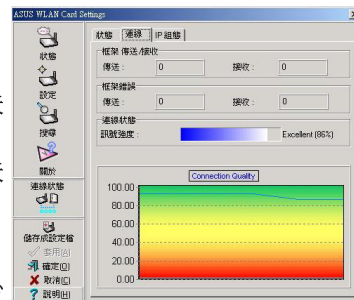 ASUS WLAN Card Settings
狀態
設定
搜尋
關於
連線狀態
儲存成設定檔
套用[A]
確定[O]
取消[C]
說明[H]
狀態 連線 IP 組態
框架 傳送/接收
傳送： 0 接收： 0
框架錯誤
傳送： 0 接收： 0
連線狀態
訊號強度： Excellent (86%)
Connection Quality
100.00
80.00
60.00
40.00
20.00
0.00